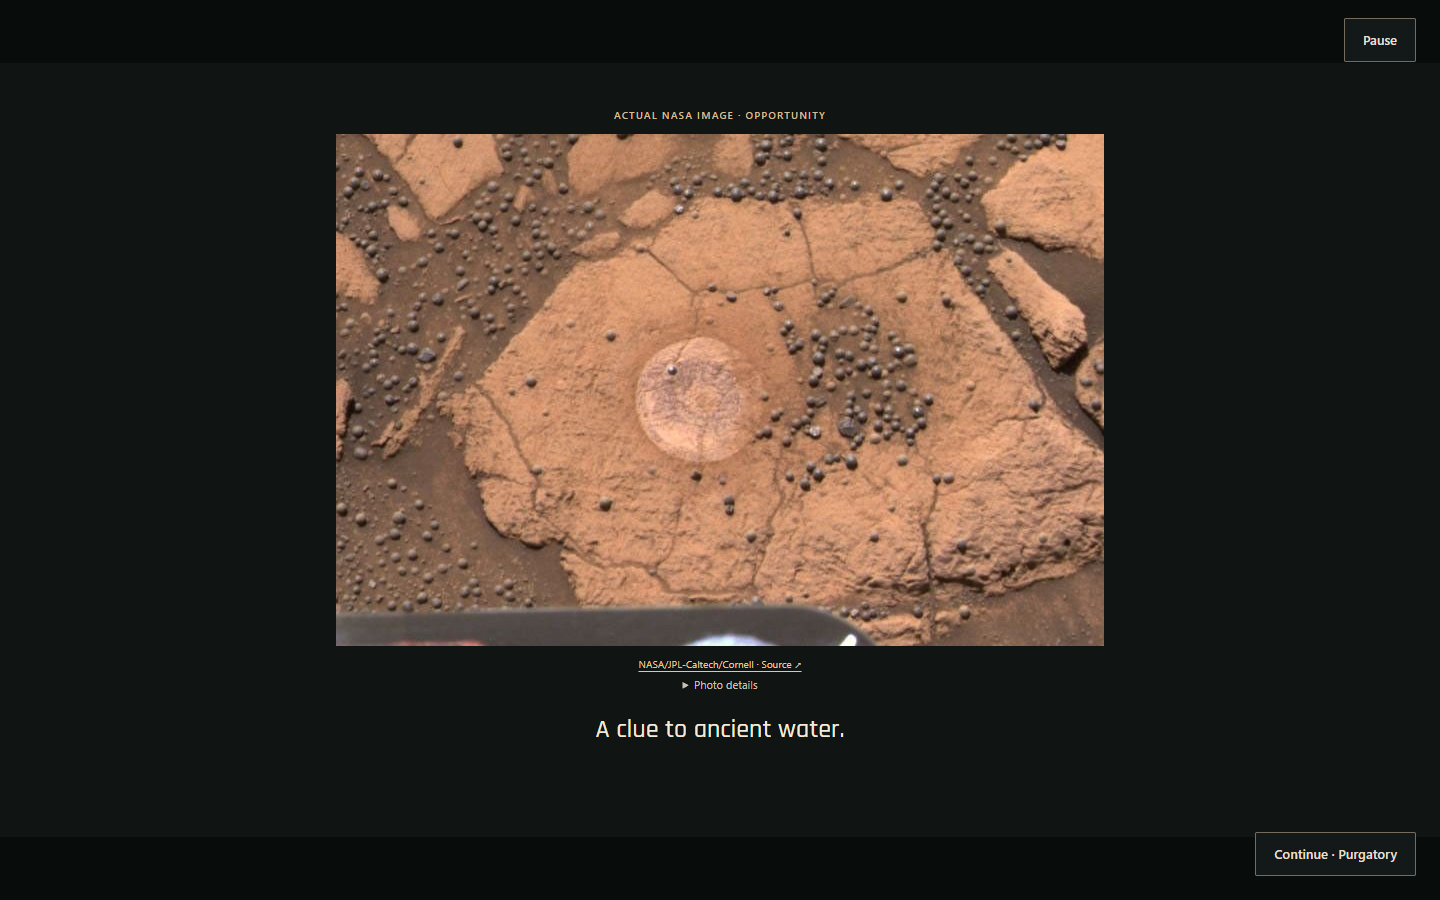 Pause
ACTUAL NASA IMAGE · OPPORTUNITY
NASA/JPL-Caltech/Cornell · Source ↗
▶ Photo details
A clue to ancient water.
Continue · Purgatory